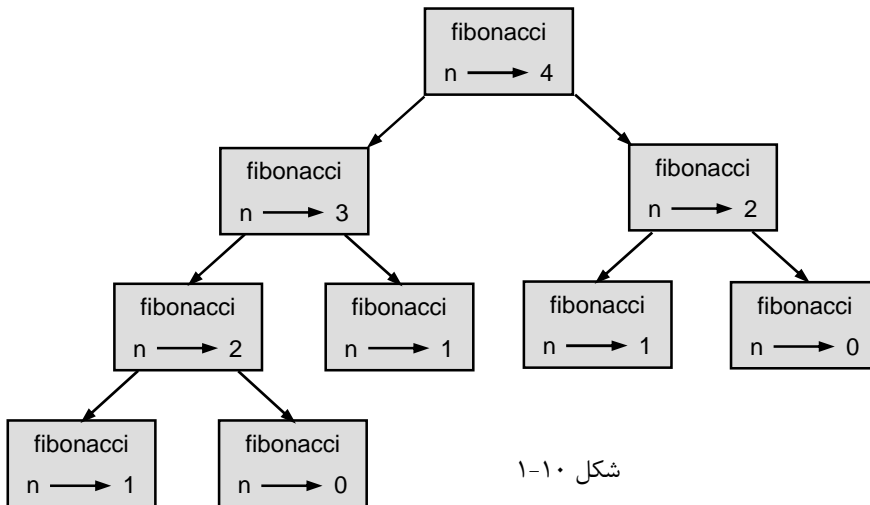 fibonacci
n 4
fibonacci
n 3
fibonacci
n 2
fibonacci
n 2
fibonacci
n 1
fibonacci
n 1
fibonacci
n 0
fibonacci
n 1
fibonacci
n 0
شکل ۱۰-۱